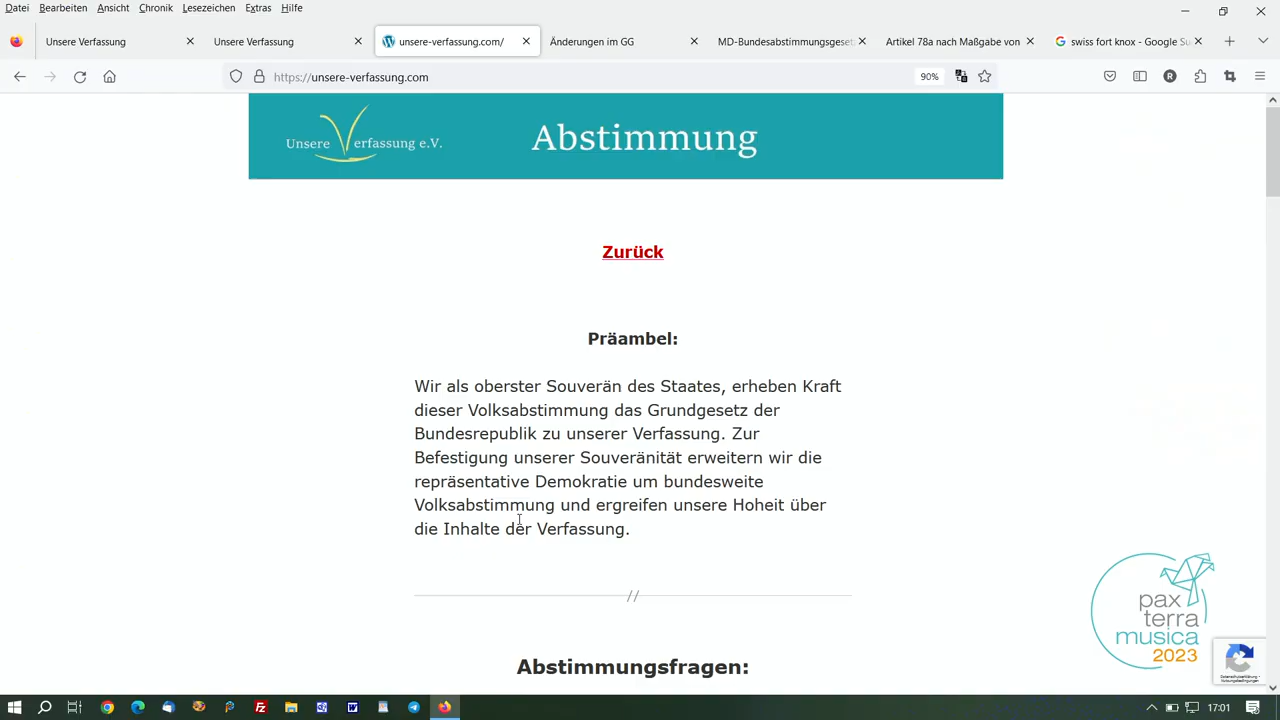 Datei Bearbeiten Ansicht Chronik Lesezeichen Extras Hilfe
Unsere Verfassung
Unsere Verfassung
unsere-verfassung.com/
Änderungen im GG
MD-Bundesabstimmungsgeset
Artikel 78a nach Maßgabe von
swiss fort knox - Google Su
https://unsere-verfassung.com
90%
Unsere Verfassung e.V.
Abstimmung
Zurück
Präambel:
Wir als oberster Souverän des Staates, erheben Kraft
dieser Volksabstimmung das Grundgesetz der
Bundesrepublik zu unserer Verfassung. Zur
Befestigung unserer Souveränität erweitern wir die
repräsentative Demokratie um bundesweite
Volksabstimmung und ergreifen unsere Hoheit über
die Inhalte der Verfassung.
//
Abstimmungsfragen:
pax
terra
musica
2023
17:01